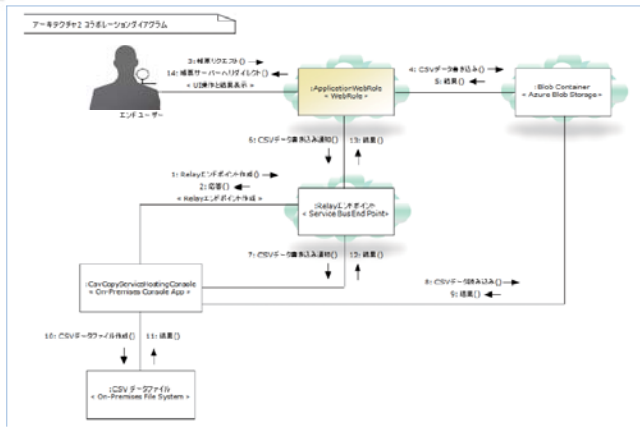 アーキテクチャ2 コラボレーションダイアグラム
3: 帳票リクエスト()
14: 帳票サーバーへリダイレクト()
< UI操作と結果表示 >
エンドユーザー
:ApplicationWebRole
< WebRole >
4: CSVデータ書き込み()
5: 結果()
:Blob Container
< Azure Blob Storage >
6: CSVデータ書き込み通知()
13: 結果()
1: Relayエンドポイント作成()
2: 応答()
< Relayエンドポイント作成 >
:Relayエンドポイント
< Service Bus End Point >
7: CSVデータ書き込み通知()
12: 結果()
8: CSVデータ読み込み()
9: 結果()
:CsvCopyServiceHostingConsole
< On-Premises Console App >
10: CSVデータファイル作成()
11: 結果()
:CSV データファイル
< On-Premises File System >